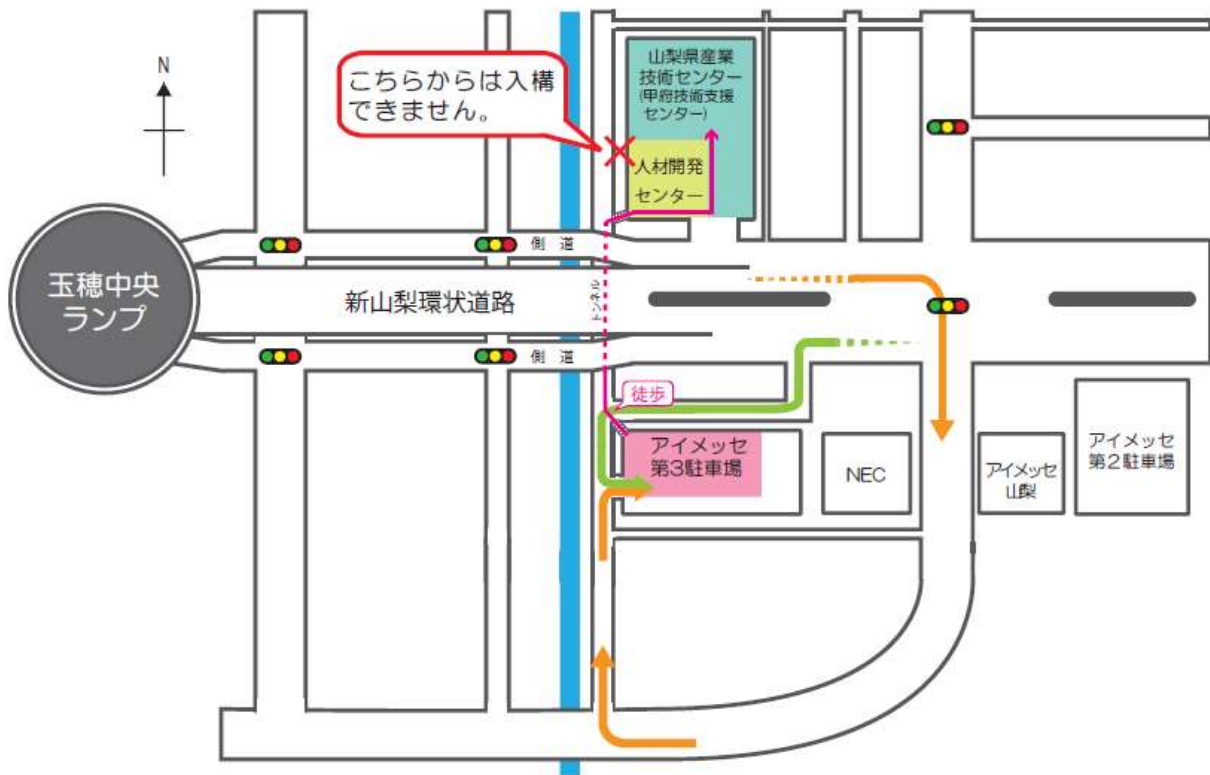 N
こちらからは入構
できません。
山梨県産業
技術センター
(甲府技術支援
センター)
人材開発
センター
側 道
玉穂中央
ランプ
新山梨環状道路
トンネル
側 道
徒歩
アイメッセ
第3駐車場
NEC
アイメッセ
山梨
アイメッセ
第2駐車場